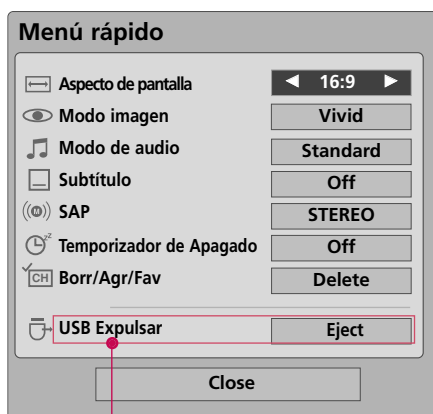 Menú rápido
Aspecto de pantalla ◄ 16:9 ►
Modo imagen Vivid
Modo de audio Standard
Subtítulo Off
SAP STEREO
Temporizador de Apagado Off
CH Borr/Agr/Fav Delete
USB Expulsar Eject
Close